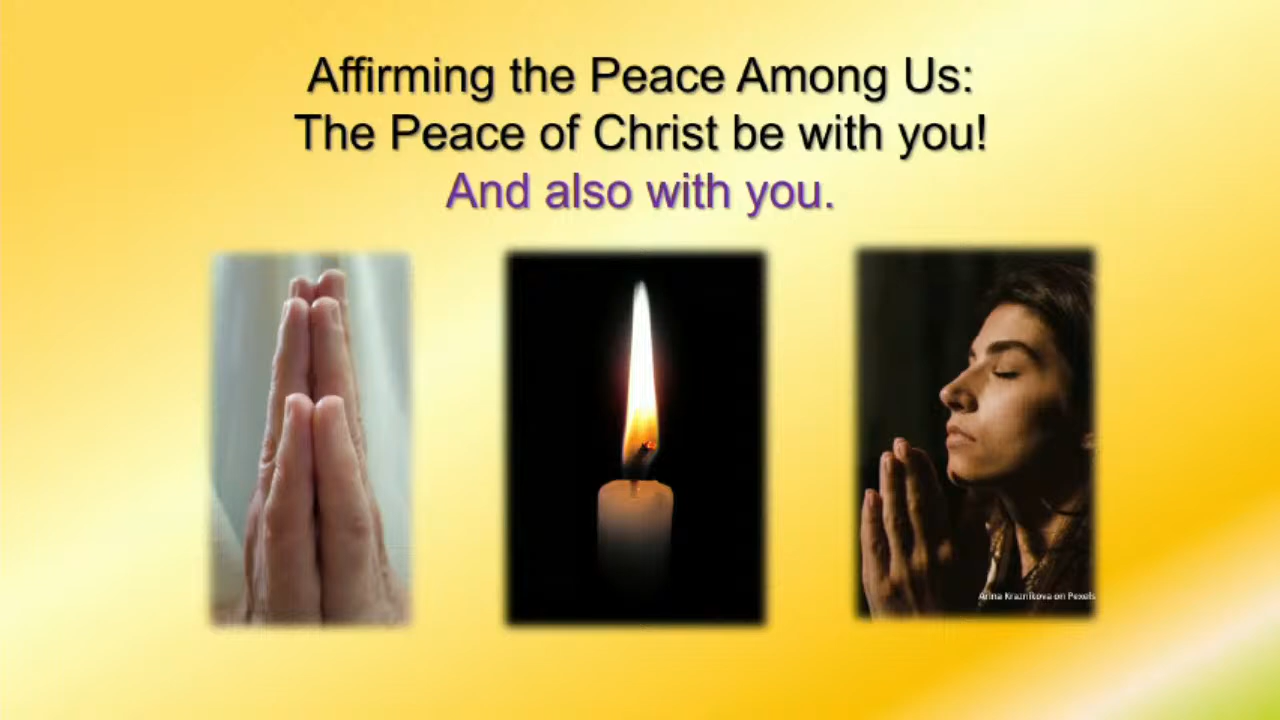 Affirming the Peace Among Us:
The Peace of Christ be with you!
And also with you.
Arina Krasnikova on Pexels